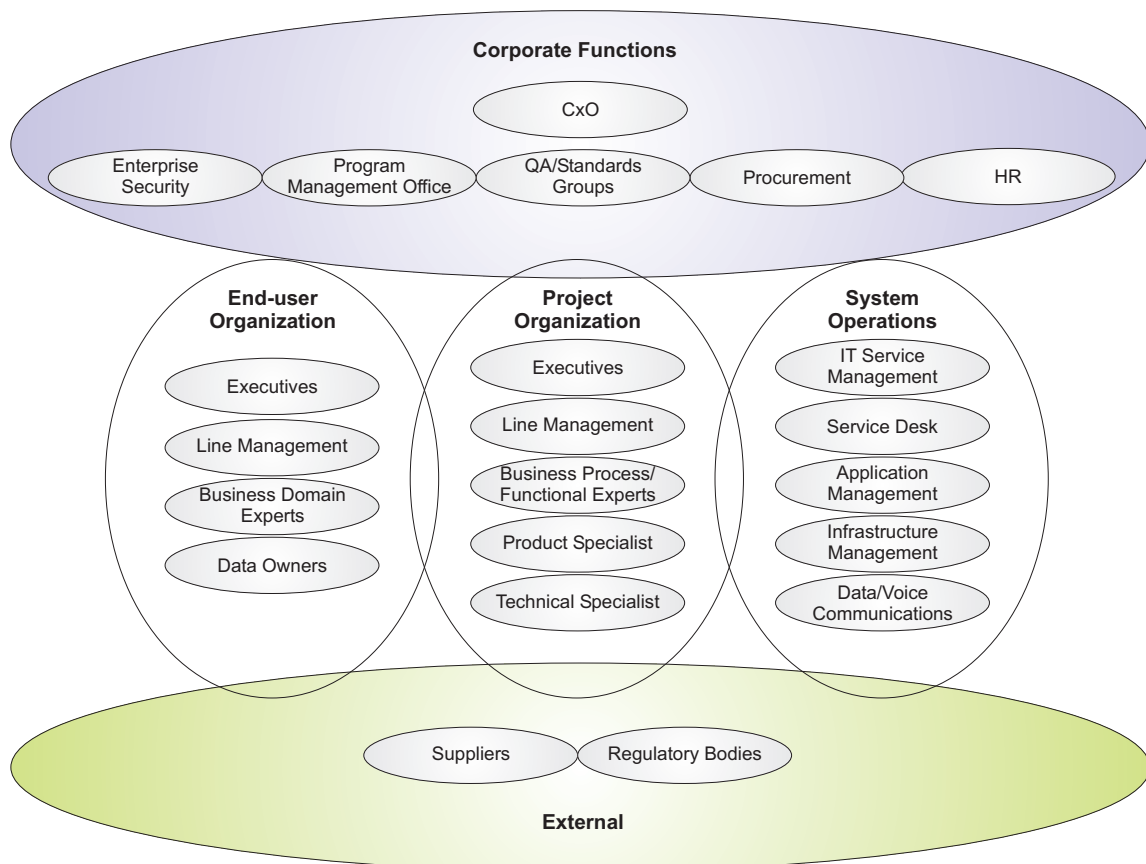 Corporate Functions
CxO
Enterprise
Security
Program
Management Office
QA/Standards
Groups
Procurement
HR
End-user
Organization
Executives
Line Management
Business Domain
Experts
Data Owners
Project
Organization
Executives
Line Management
Business Process/
Functional Experts
Product Specialist
Technical Specialist
System
Operations
IT Service
Management
Service Desk
Application
Management
Infrastructure
Management
Data/Voice
Communications
Suppliers
Regulatory Bodies
External